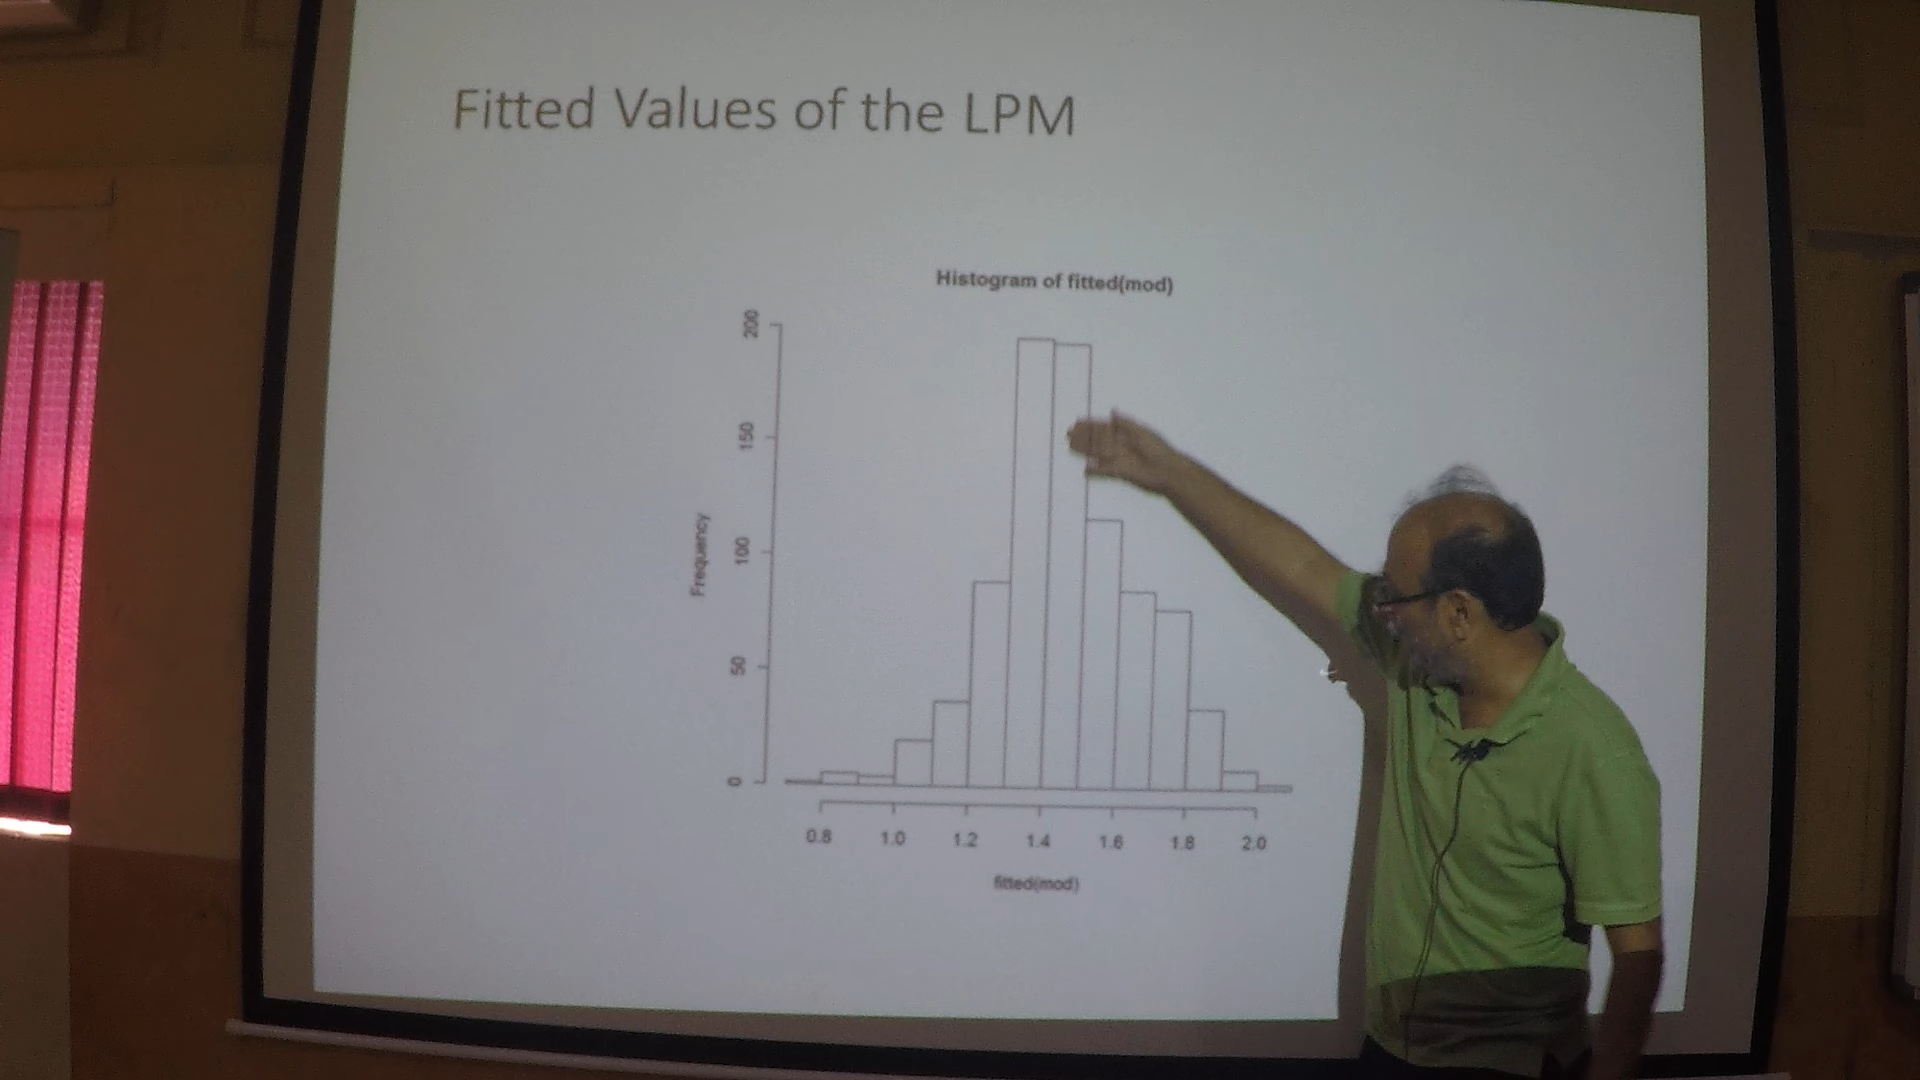 Fitted Values of the LPM
Histogram of fitted(mod)
200
150
100
50
0
Frequency
0.8 1.0 1.2 1.4 1.6 1.8 2.0
fitted(mod)